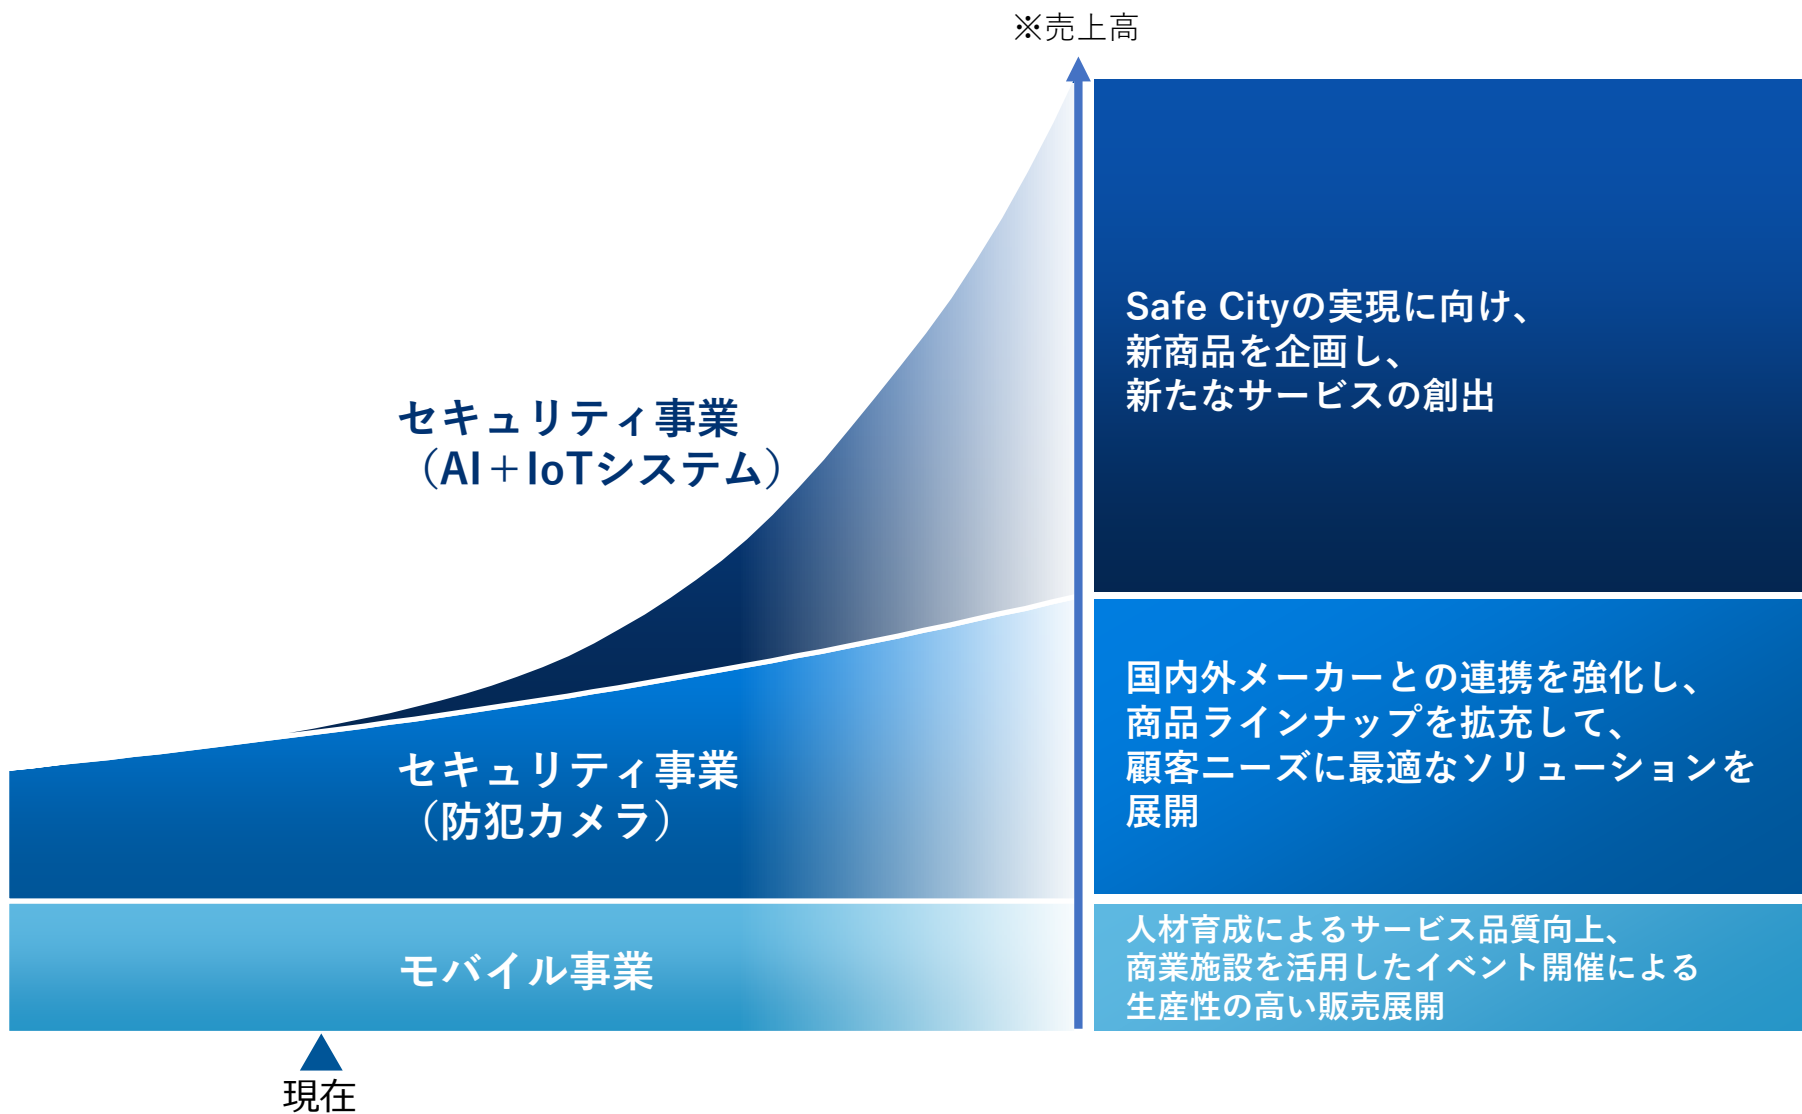 ※売上高
セキュリティ事業
（AI＋IoTシステム）
Safe Cityの実現に向け、
新商品を企画し、
新たなサービスの創出
セキュリティ事業
（防犯カメラ）
国内外メーカーとの連携を強化し、
商品ラインナップを拡充して、
顧客ニーズに最適なソリューションを
展開
モバイル事業
人材育成によるサービス品質向上、
商業施設を活用したイベント開催による
生産性の高い販売展開
現在